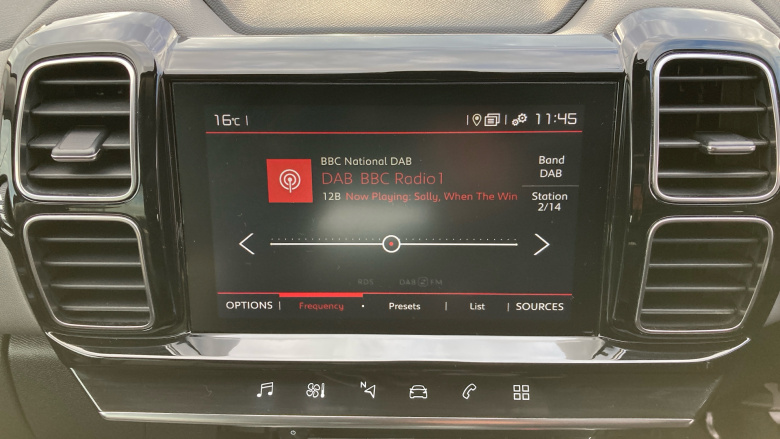 16°C
11:45
BBC National DAB
DAB BBC Radio1
12B Now Playing: Sally, When The Win
Band
DAB
Station
2/14
RDS DAB FM
OPTIONS Frequency Presets List SOURCES
N